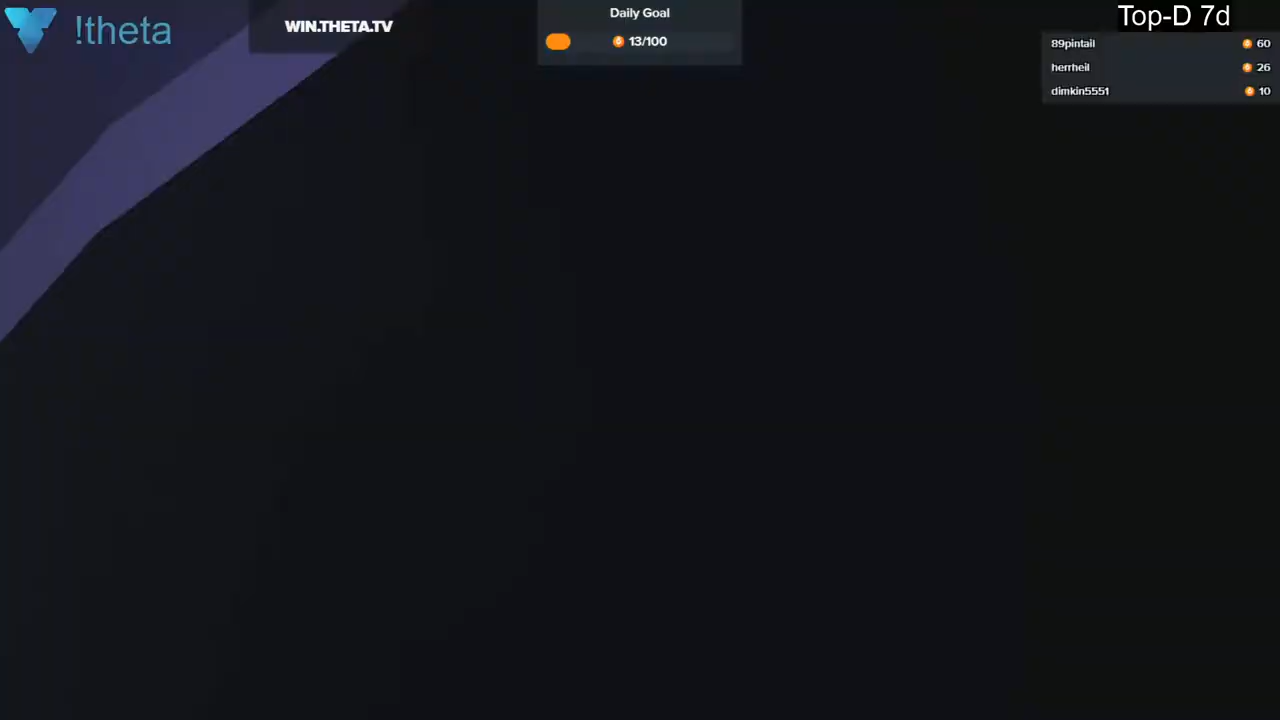 !theta
WIN.THETA.TV
Daily Goal
13/100
Top-D 7d
89pintail 60
herrheil 26
dimkin5551 10